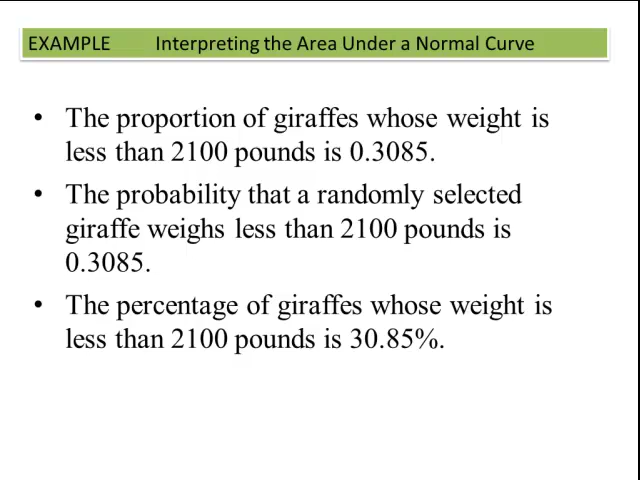 EXAMPLE Interpreting the Area Under a Normal Curve
• The proportion of giraffes whose weight is
less than 2100 pounds is 0.3085.
• The probability that a randomly selected
giraffe weighs less than 2100 pounds is
0.3085.
• The percentage of giraffes whose weight is
less than 2100 pounds is 30.85%.